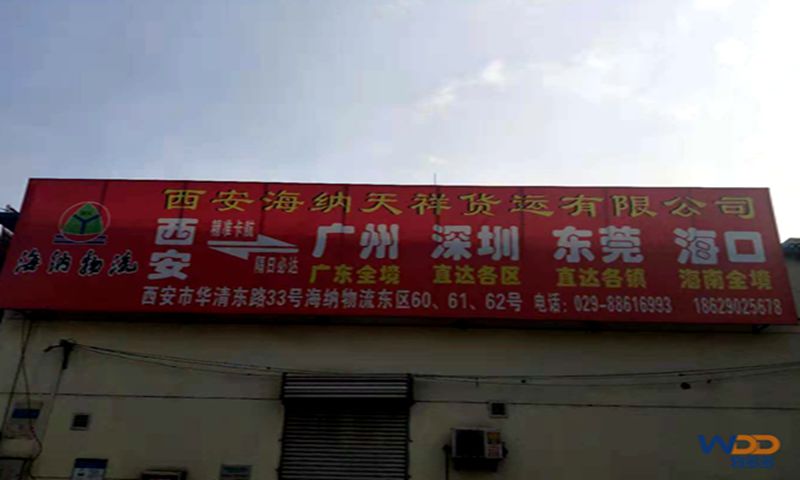 西安海纳天祥货运有限公司
海纳物流
西安
精准卡航
隔日必达
广州 深圳 东莞 海口
广东全境 直达各区 直达各镇 海南全境
西安市华清东路33号海纳物流东区60、61、62号 电话:029-88616993 18629025678
WDD